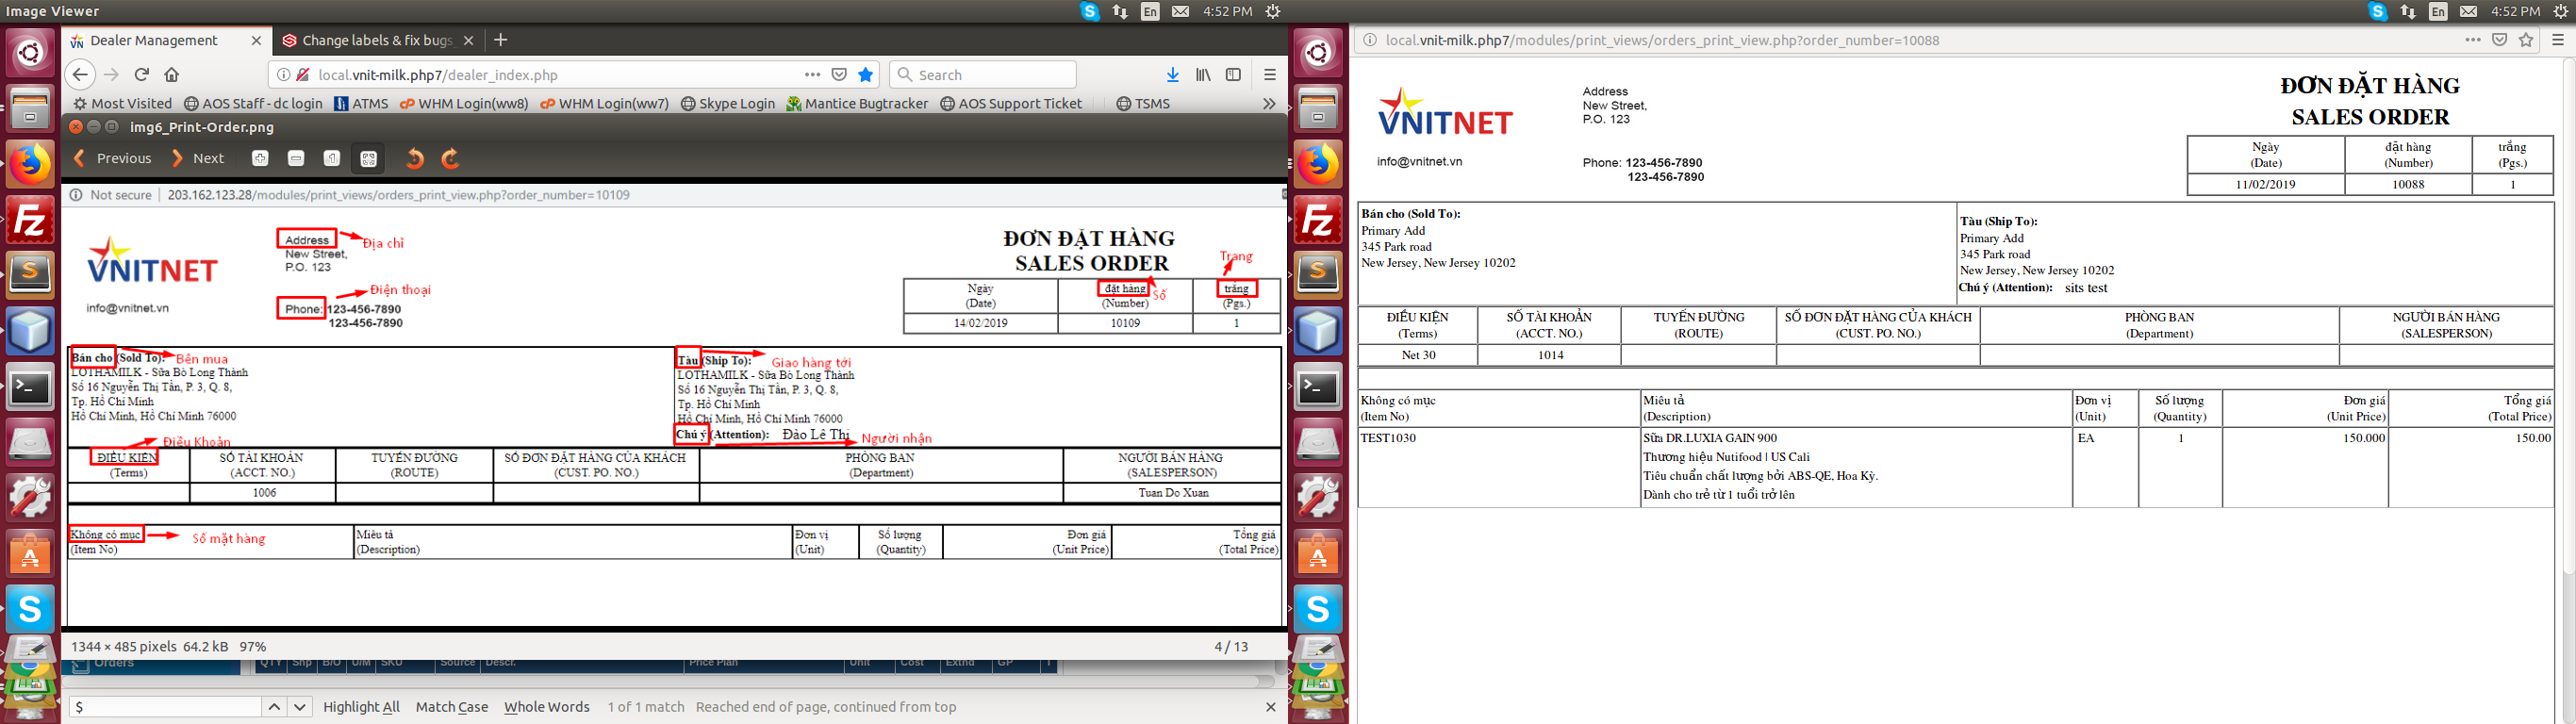 Image Viewer
En
4:52 PM
En
4:52 PM
Dealer Management
Change labels & fix bugs
local.vnit-milk.php7/dealer_index.php
Search
Most Visited
AOS Staff - dc login
ATMS
WHM Login(ww8)
WHM Login(ww7)
Skype Login
Mantice Bugtracker
AOS Support Ticket
TSMS
img6_Print-Order.png
Previous
Next
Not secure | 203.162.123.28/modules/print_views/orders_print_view.php?order_number=10109
VNITNET
info@vnitnet.vn
Address
Địa chỉ
New Street,
P.O. 123
Điện thoại
Phone: 123-456-7890
123-456-7890
ĐƠN ĐẶT HÀNG
SALES ORDER
Trang
Ngày
(Date)
đặt hàng
(Number)
Số
trắng
(Pgs.)
14/02/2019
10109
1
Bán cho (Sold To):
Bên mua
LOTHAMILK - Sữa Bò Long Thành
Số 16 Nguyễn Thị Tần, P. 3, Q. 8,
Tp. Hồ Chí Minh
Hồ Chí Minh, Hồ Chí Minh 76000
Tàu (Ship To):
Giao hàng tới
LOTHAMILK - Sữa Bò Long Thành
Số 16 Nguyễn Thị Tần, P. 3, Q. 8,
Tp. Hồ Chí Minh
Hồ Chí Minh, Hồ Chí Minh 76000
Chú ý (Attention): Đào Lê Thị
Người nhận
Điều Khoản
ĐIỀU KIỆN
(Terms)
SỐ TÀI KHOẢN
(ACCT. NO.)
TUYẾN ĐƯỜNG
(ROUTE)
SỐ ĐƠN ĐẶT HÀNG CỦA KHÁCH
(CUST. PO. NO.)
PHÒNG BAN
(Department)
NGƯỜI BÁN HÀNG
(SALESPERSON)
1006
Tuan Do Xuan
Không có mục
(Item No)
Số mặt hàng
Miêu tả
(Description)
Đơn vị
(Unit)
Số lượng
(Quantity)
Đơn giá
(Unit Price)
Tổng giá
(Total Price)
1344 × 485 pixels 64.2 kB 97%
4 / 13
Orders
QTY Shp B/O U/M SKU Source Descr. Price Plan Unit Cost Extnd GP T
$
Highlight All
Match Case
Whole Words
1 of 1 match
Reached end of page, continued from top
local.vnit-milk.php7/modules/print_views/orders_print_view.php?order_number=10088
VNITNET
info@vnitnet.vn
Address
New Street,
P.O. 123
Phone: 123-456-7890
123-456-7890
ĐƠN ĐẶT HÀNG
SALES ORDER
Ngày
(Date)
đặt hàng
(Number)
trắng
(Pgs.)
11/02/2019
10088
1
Bán cho (Sold To):
Primary Add
345 Park road
New Jersey, New Jersey 10202
Tàu (Ship To):
Primary Add
345 Park road
New Jersey, New Jersey 10202
Chú ý (Attention): sits test
ĐIỀU KIỆN
(Terms)
SỐ TÀI KHOẢN
(ACCT. NO.)
TUYẾN ĐƯỜNG
(ROUTE)
SỐ ĐƠN ĐẶT HÀNG CỦA KHÁCH
(CUST. PO. NO.)
PHÒNG BAN
(Department)
NGƯỜI BÁN HÀNG
(SALESPERSON)
Net 30
1014
Không có mục
(Item No)
Miêu tả
(Description)
Đơn vị
(Unit)
Số lượng
(Quantity)
Đơn giá
(Unit Price)
Tổng giá
(Total Price)
TEST1030
Sữa DR.LUXIA GAIN 900
Thương hiệu Nutifood | US Cali
Tiêu chuẩn chất lượng bởi ABS-QE, Hoa Kỳ.
Dành cho trẻ từ 1 tuổi trở lên
EA
1
150.000
150.00